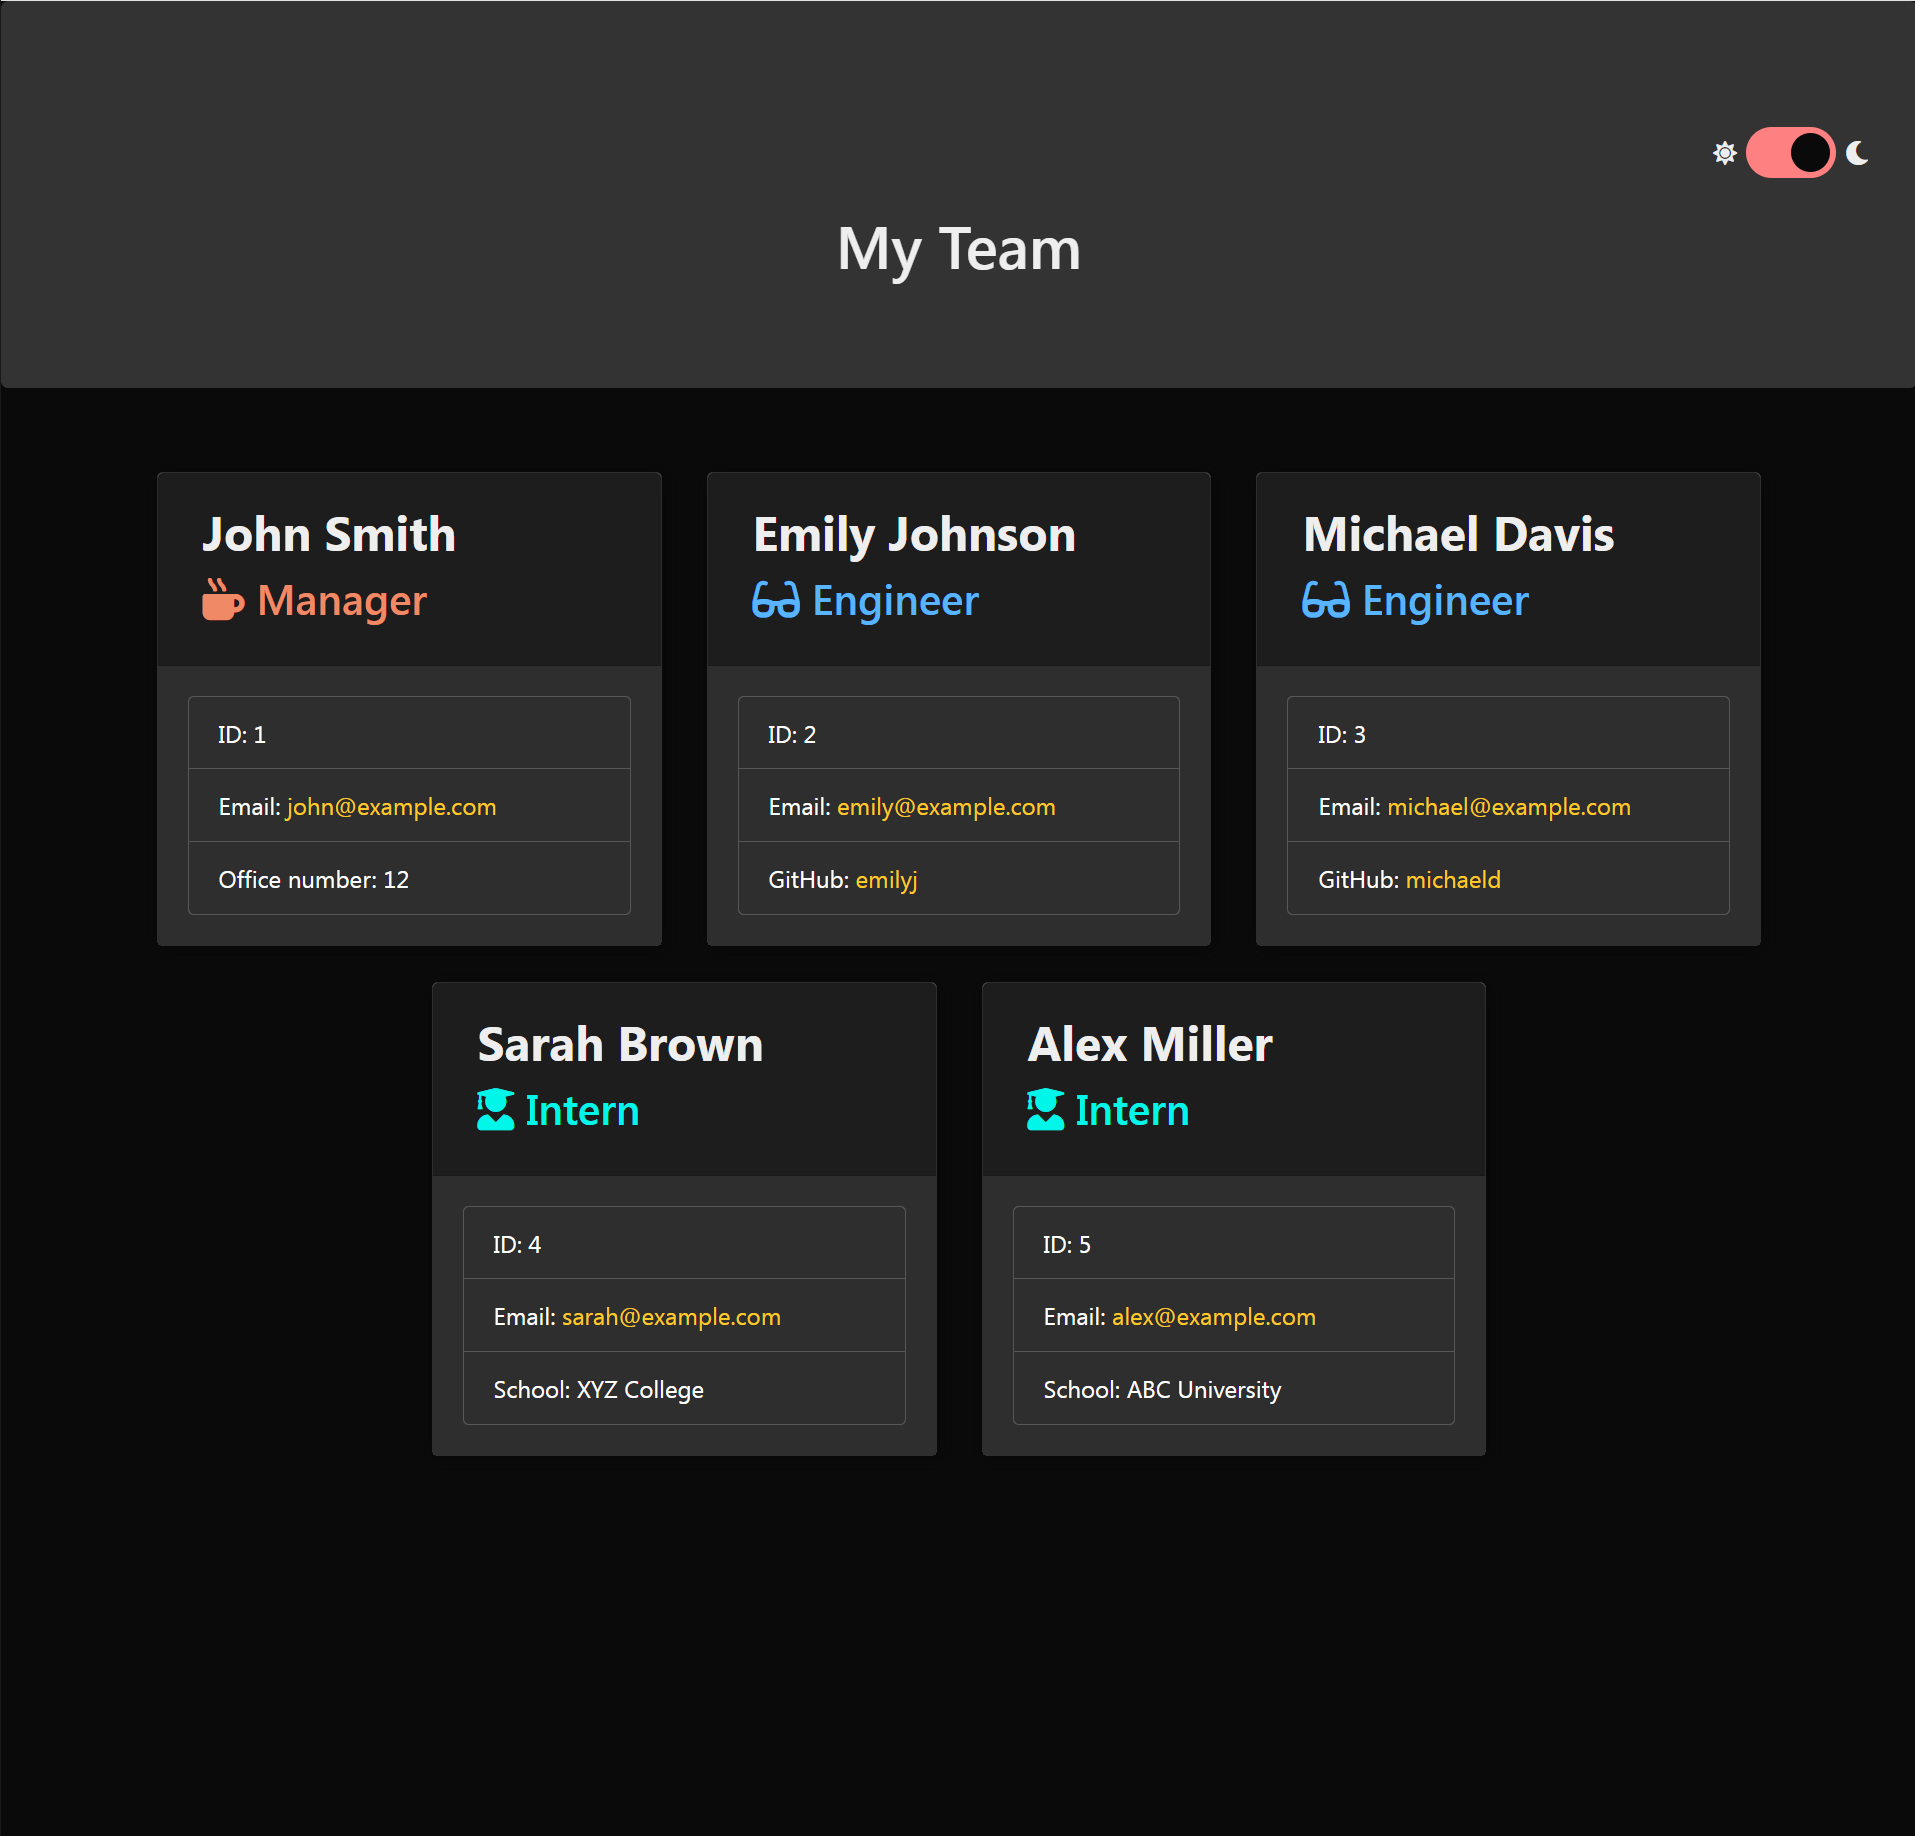 My Team
John Smith
Manager
ID: 1
Email: john@example.com
Office number: 12
Emily Johnson
Engineer
ID: 2
Email: emily@example.com
GitHub: emilyj
Michael Davis
Engineer
ID: 3
Email: michael@example.com
GitHub: michaeld
Sarah Brown
Intern
ID: 4
Email: sarah@example.com
School: XYZ College
Alex Miller
Intern
ID: 5
Email: alex@example.com
School: ABC University